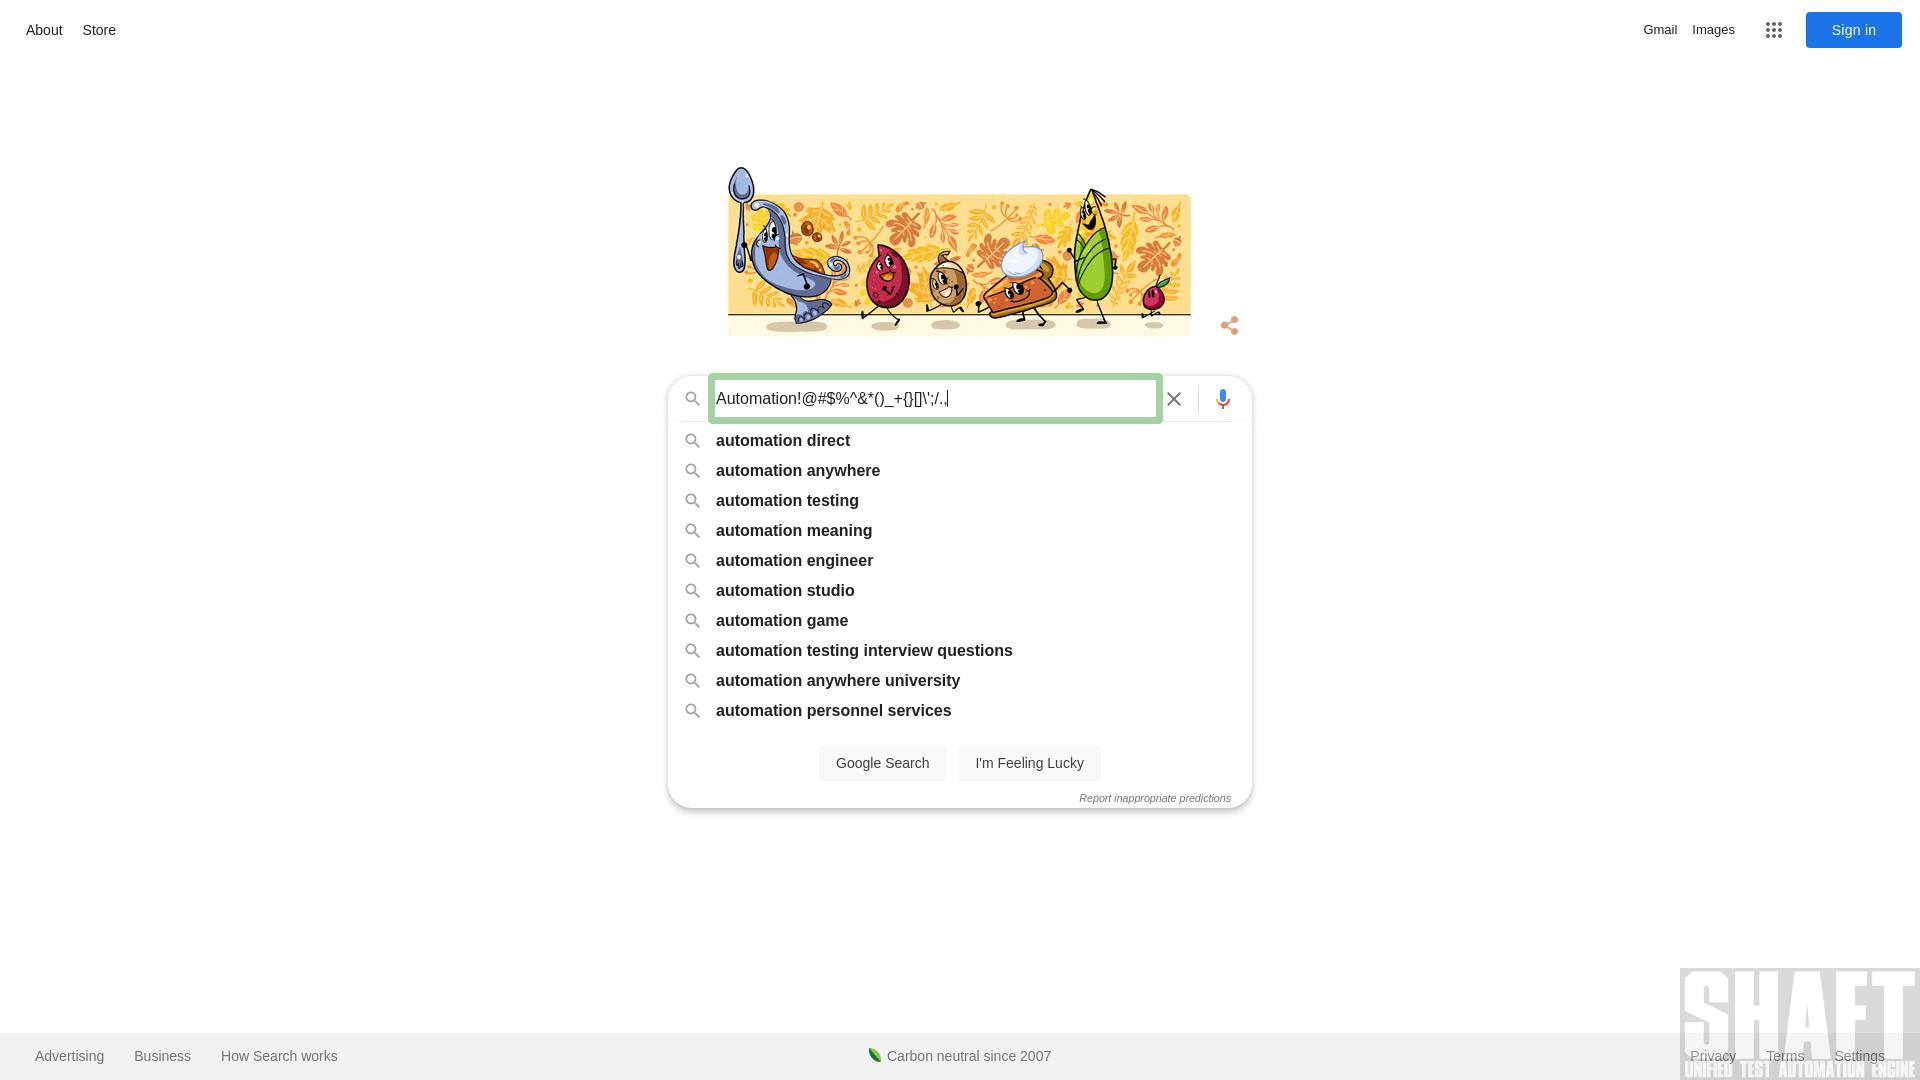 About Store Gmail Images Sign in
Automation!@#$%^&*()_+{}[]\';/.,
automation direct
automation anywhere
automation testing
automation meaning
automation engineer
automation studio
automation game
automation testing interview questions
automation anywhere university
automation personnel services
Google Search I'm Feeling Lucky
Report inappropriate predictions
SHAFT
Advertising Business How Search works Carbon neutral since 2007 Privacy Terms Settings
UNIFIED TEST AUTOMATION ENGINE